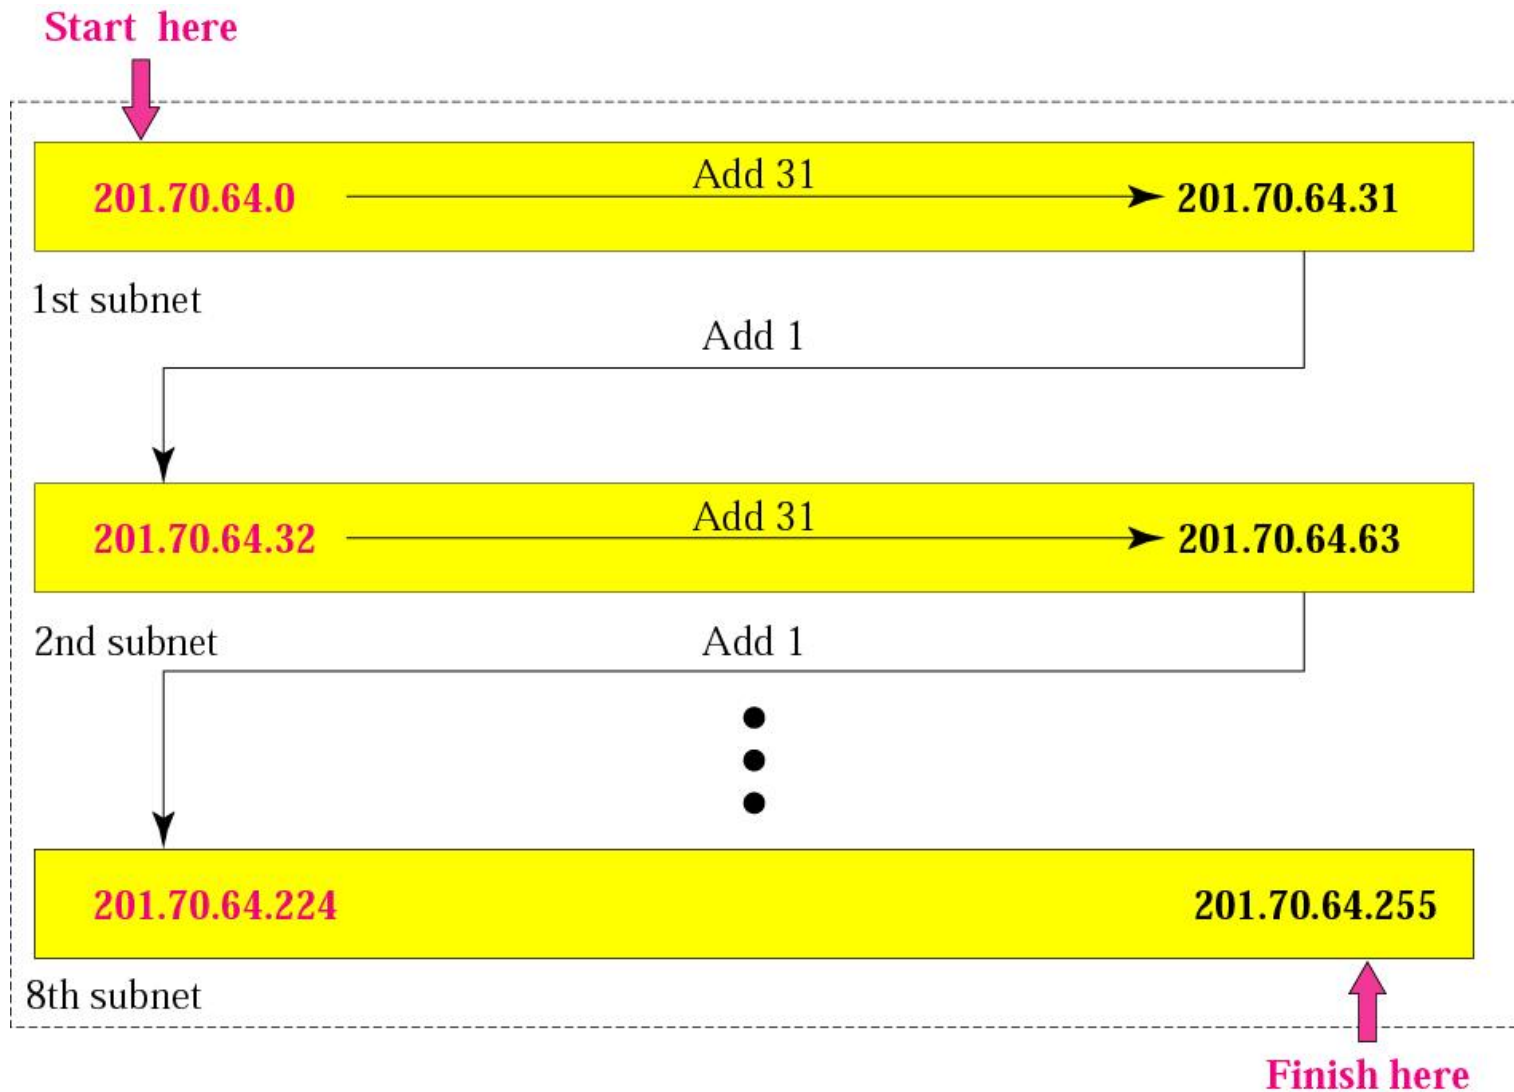 Start here
Add 31
201.70.64.0
201.70.64.31
1st subnet
Add 1
Add 31
201.70.64.32
201.70.64.63
2nd subnet
Add 1
201.70.64.224
201.70.64.255
8th subnet
Finish here